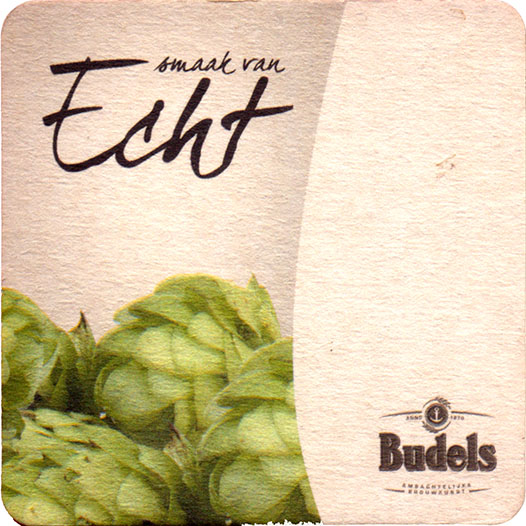 smaak van
Echt
ANNO 1870
Budels
AMBACHTELIJKE
BROUWKUNST